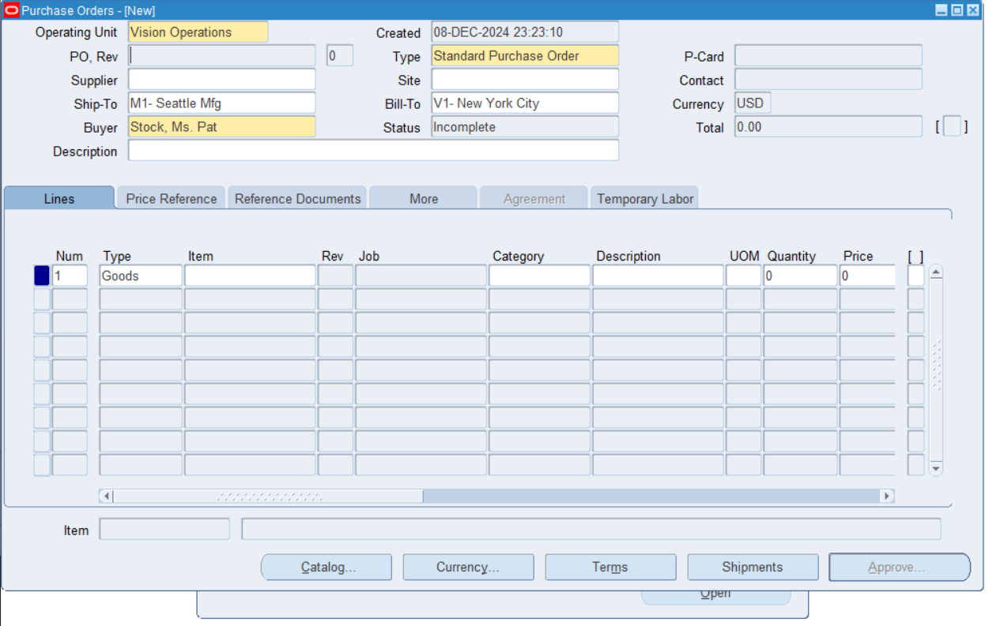 Purchase Orders - [New]
Operating Unit Vision Operations Created 08-DEC-2024 23:23:10
PO, Rev 0 Type Standard Purchase Order P-Card
Supplier Site Contact
Ship-To M1- Seattle Mfg Bill-To V1- New York City Currency USD
Buyer Stock, Ms. Pat Status Incomplete Total 0.00 [ ]
Description
Lines Price Reference Reference Documents More Agreement Temporary Labor
Num Type Item Rev Job Category Description UOM Quantity Price [ ]
1 Goods 0 0
Item
Catalog... Currency... Terms Shipments Approve...
Open